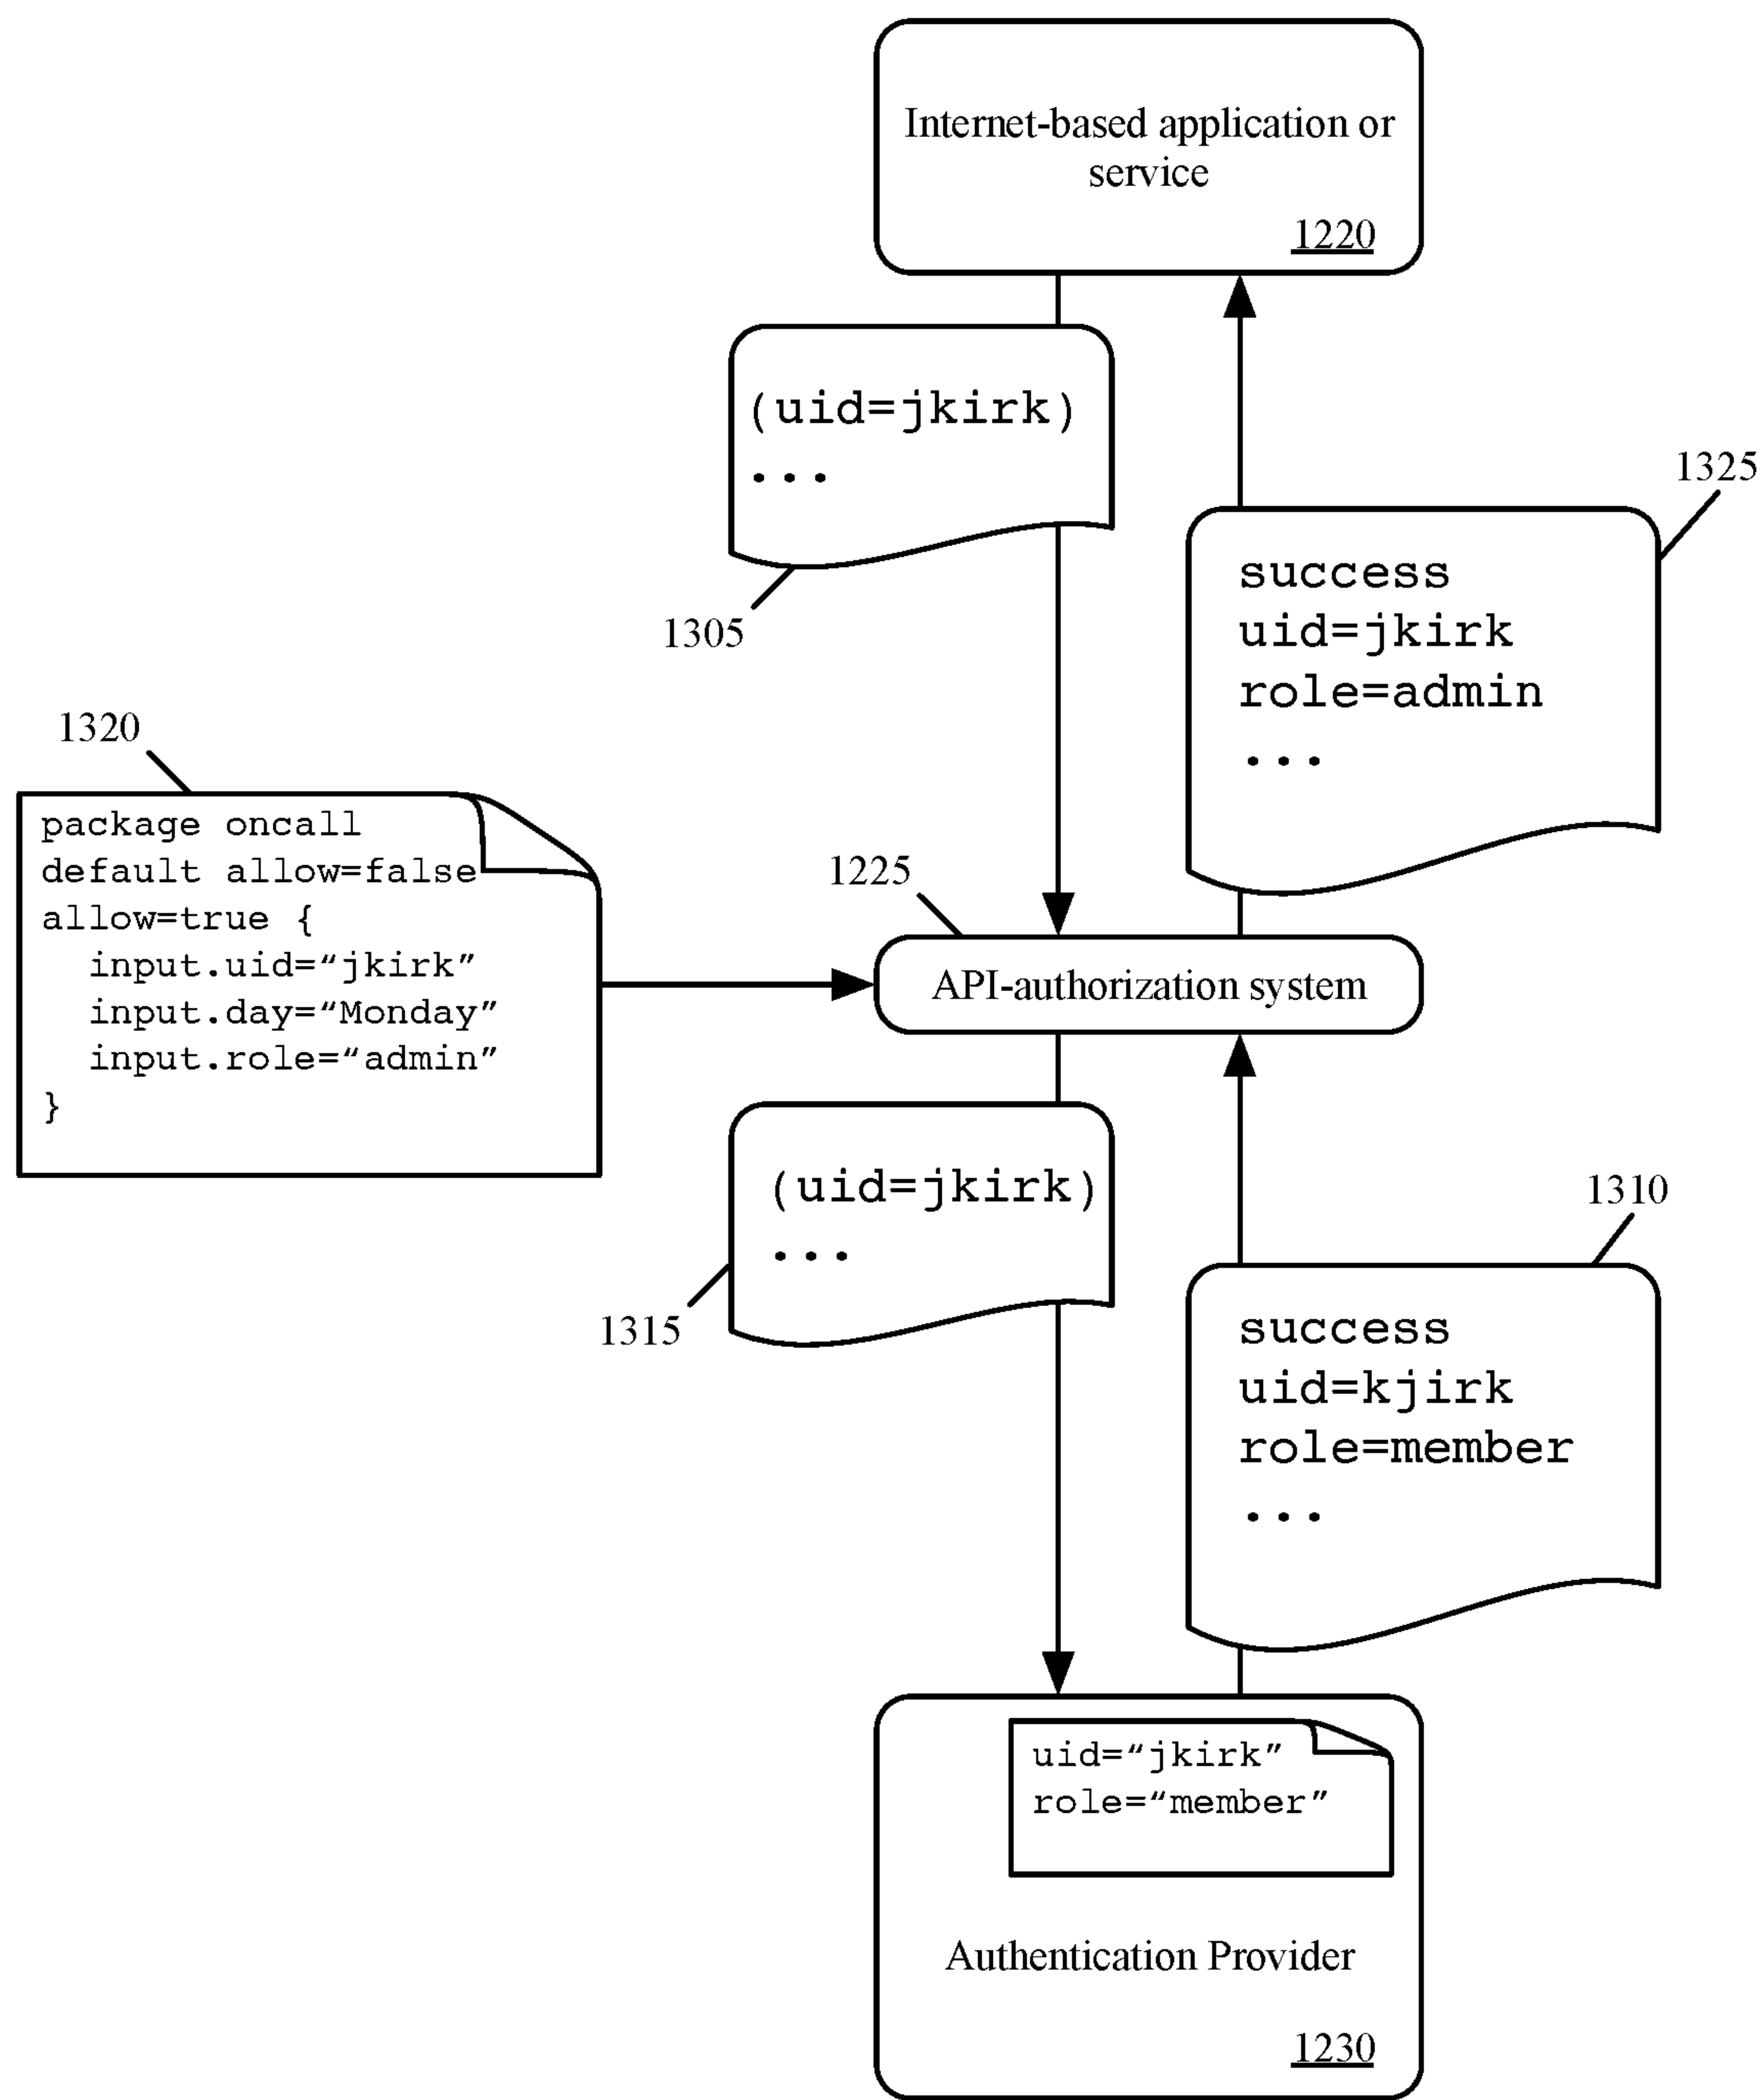 Internet-based application or
service
1220
(uid=jkirk)
...
1305
1325
success
uid=jkirk
role=admin
...
1320
package oncall
default allow=false
allow=true {
  input.uid=“jkirk”
  input.day=“Monday”
  input.role=“admin”
}
1225
API-authorization system
(uid=jkirk)
...
1315
1310
success
uid=kjirk
role=member
...
uid=“jkirk”
role=“member”
Authentication Provider
1230